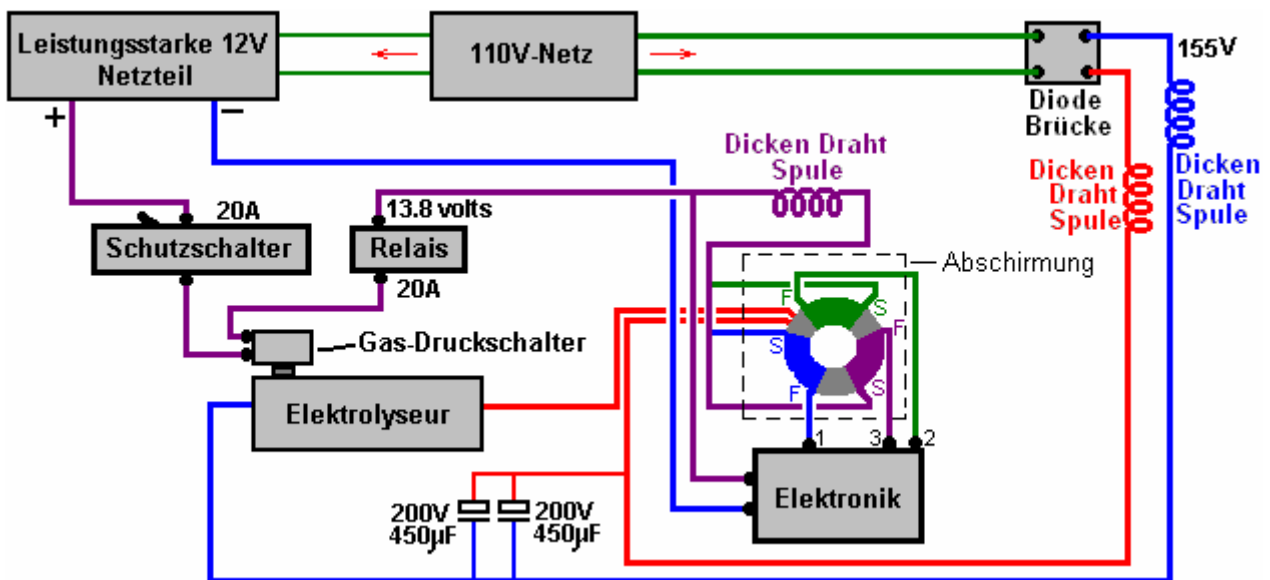 Leistungsstarke 12V
Netzteil
110V-Netz
155V
Diode
Brücke
+
−
Dicken Draht
Spule
Dicken
Draht
Spule
Dicken
Draht
Spule
20A
13.8 volts
Schutzschalter
Relais
20A
Abschirmung
F
S
F
S
S
F
Gas-Druckschalter
Elektrolyseur
1
3
2
Elektronik
200V
450µF
200V
450µF